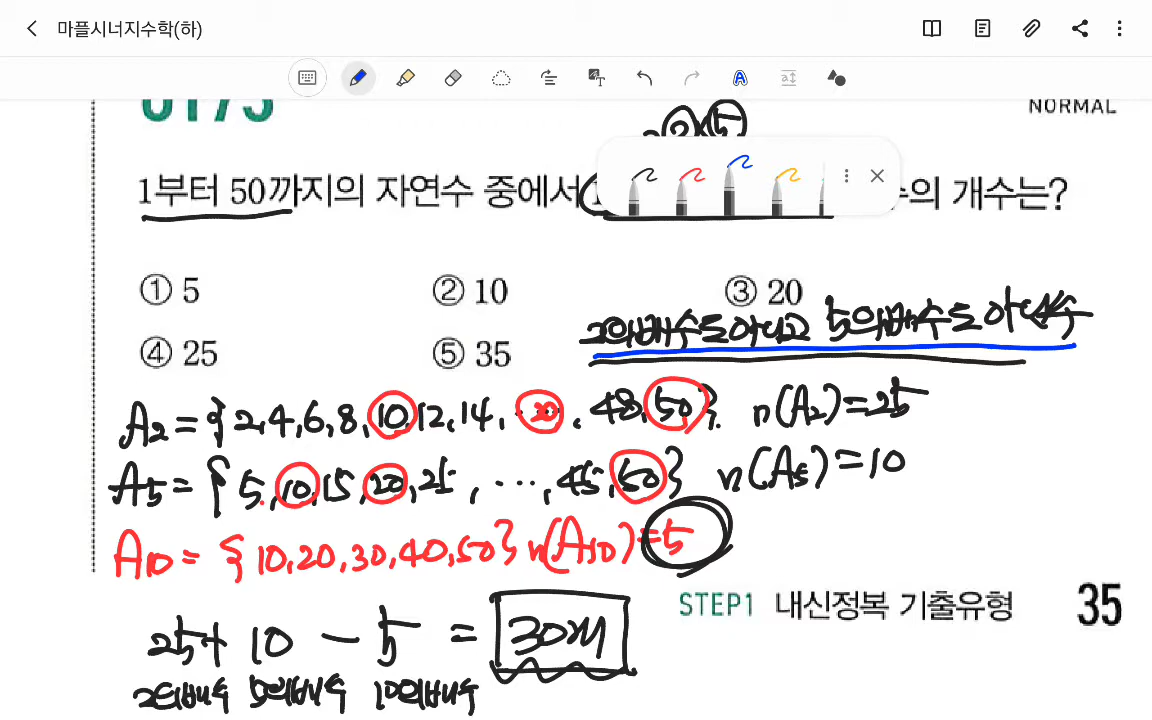 마플시너지수학(하)
0175
NORMAL
2×5
1부터 50까지의 자연수 중에서 1 수의 개수는?
① 5 ② 10 ③ 20
2의배수도아니고 5의배수도 아닌수
④ 25 ⑤ 35
A₂ = {2,4,6,8,10,12,14, ... 20, 48,50}. n(A₂)=25
A₅ = { 5,10,15,20,25, ..., 45,50} n(A₅)=10
A₁₀ = {10,20,30,40,50} n(A₁₀)=5
STEP1 내신정복 기출유형 35
25+ 10 - 5 = 30개
2의배수 5의배수 10의배수